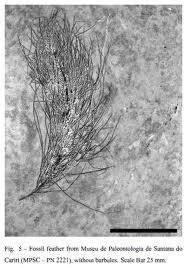 Fig. 5 – Fossil feather from Museu de Paleontologia de Santana do
Cariri (MPSC – PN 2221), without barbules. Scale Bar 25 mm.